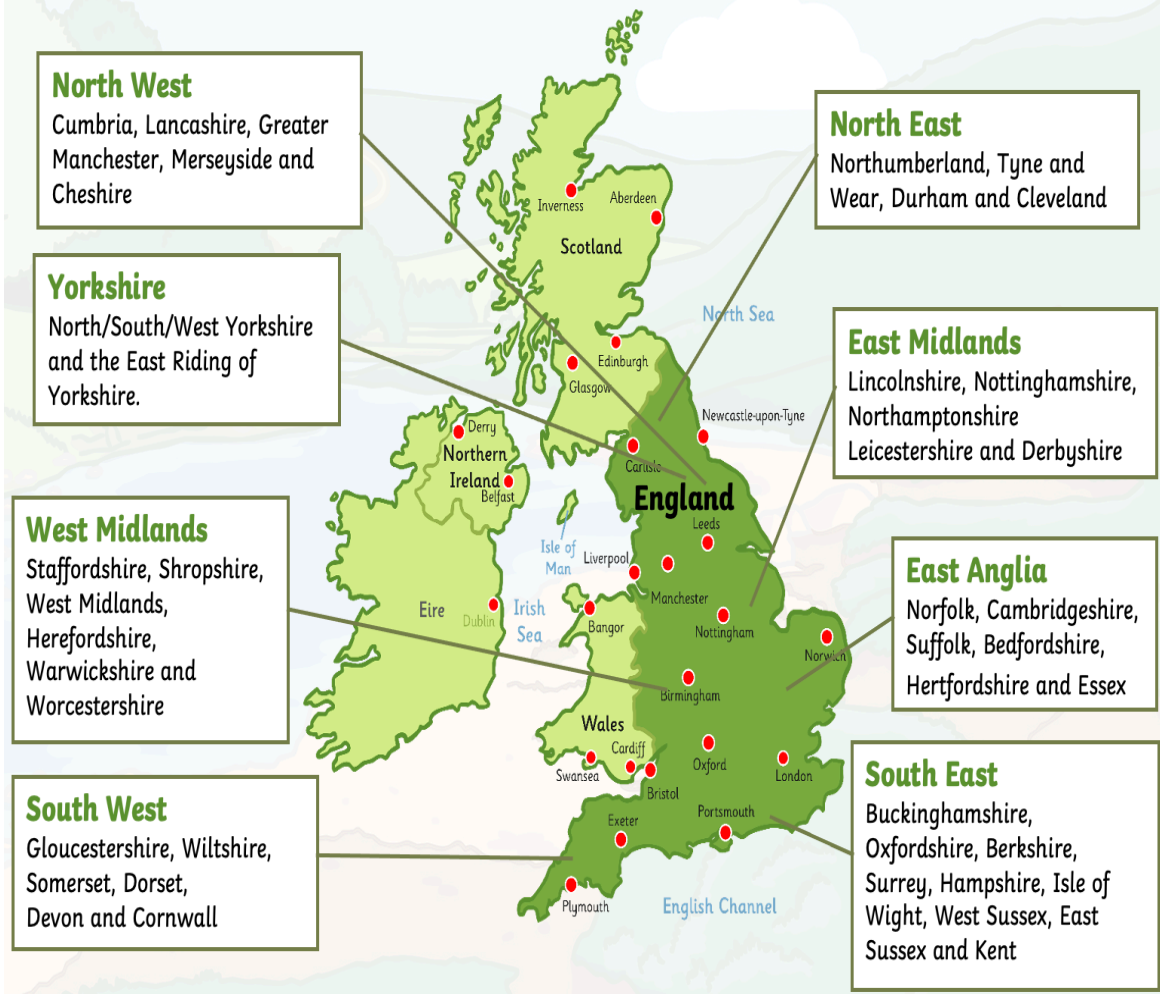 North West
Cumbria, Lancashire, Greater
Manchester, Merseyside and
Cheshire
Yorkshire
North/South/West Yorkshire
and the East Riding of
Yorkshire.
West Midlands
Staffordshire, Shropshire,
West Midlands,
Herefordshire,
Warwickshire and
Worcestershire
South West
Gloucestershire, Wiltshire,
Somerset, Dorset,
Devon and Cornwall
Inverness
Aberdeen
Scotland
North Sea
Edinburgh
Glasgow
Newcastle-upon-Tyne
Derry
Northern
Ireland
Belfast
Carlisle
England
Leeds
Isle of
Man
Liverpool
Manchester
Eire
Dublin
Irish
Sea
Bangor
Nottingham
Norwich
Birmingham
Wales
Cardiff
Swansea
Bristol
Oxford
London
Exeter
Portsmouth
Plymouth
English Channel
North East
Northumberland, Tyne and
Wear, Durham and Cleveland
East Midlands
Lincolnshire, Nottinghamshire,
Northamptonshire
Leicestershire and Derbyshire
East Anglia
Norfolk, Cambridgeshire,
Suffolk, Bedfordshire,
Hertfordshire and Essex
South East
Buckinghamshire,
Oxfordshire, Berkshire,
Surrey, Hampshire, Isle of
Wight, West Sussex, East
Sussex and Kent